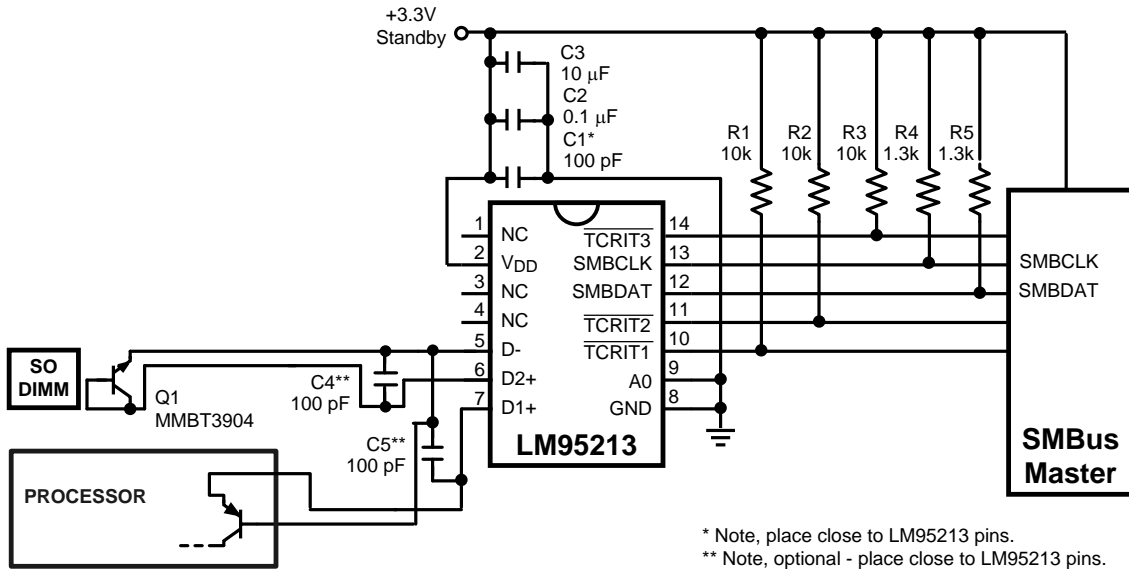 +3.3V
Standby
C3
10 μF
C2
0.1 μF
C1*
100 pF
R1
10k
R2
10k
R3
10k
R4
1.3k
R5
1.3k
1
NC
2
VDD
3
NC
4
NC
5
D-
6
D2+
7
D1+
TCRIT3
14
SMBCLK
13
SMBDAT
12
TCRIT2
11
TCRIT1
10
A0
9
GND
8
LM95213
SMBCLK
SMBDAT
SMBus
Master
SO
DIMM
Q1
MMBT3904
C4**
100 pF
C5**
100 pF
PROCESSOR
* Note, place close to LM95213 pins.
** Note, optional - place close to LM95213 pins.